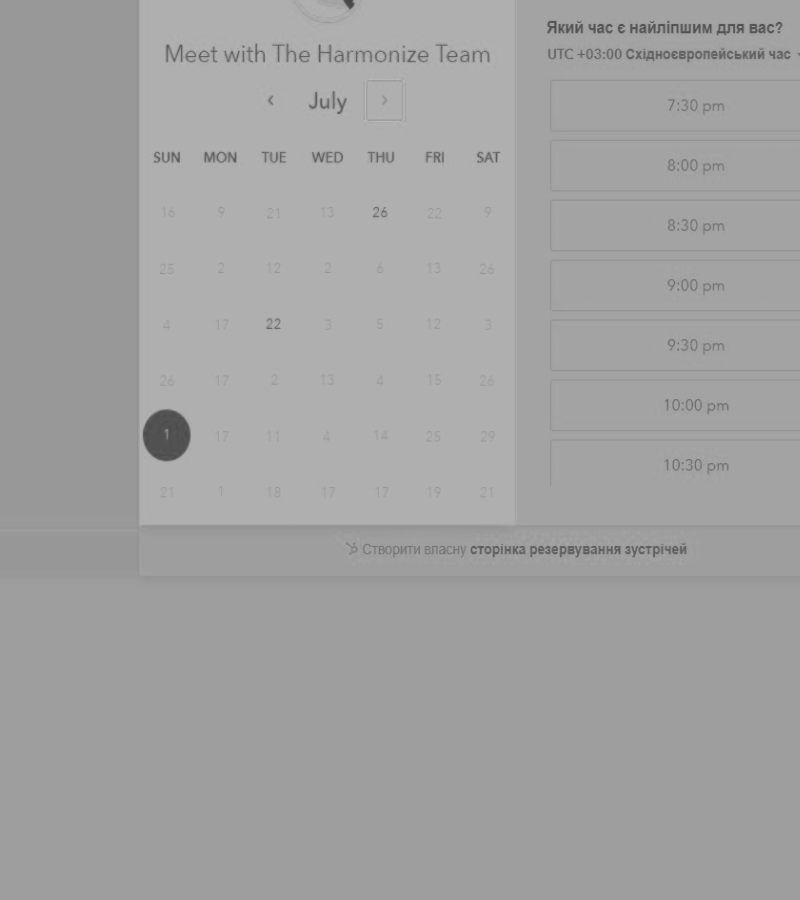 Meet with The Harmonize Team
‹ July ›
SUN MON TUE WED THU FRI SAT
16 9 21 13 26 22 9
25 2 12 2 6 13 26
4 17 22 3 5 12 3
26 17 2 13 4 15 26
1 17 11 4 14 25 29
21 1 18 17 17 19 21
Який час є найліпшим для вас?
UTC +03:00 Східноєвропейський час
7:30 pm
8:00 pm
8:30 pm
9:00 pm
9:30 pm
10:00 pm
10:30 pm
Створити власну сторінка резервування зустрічей